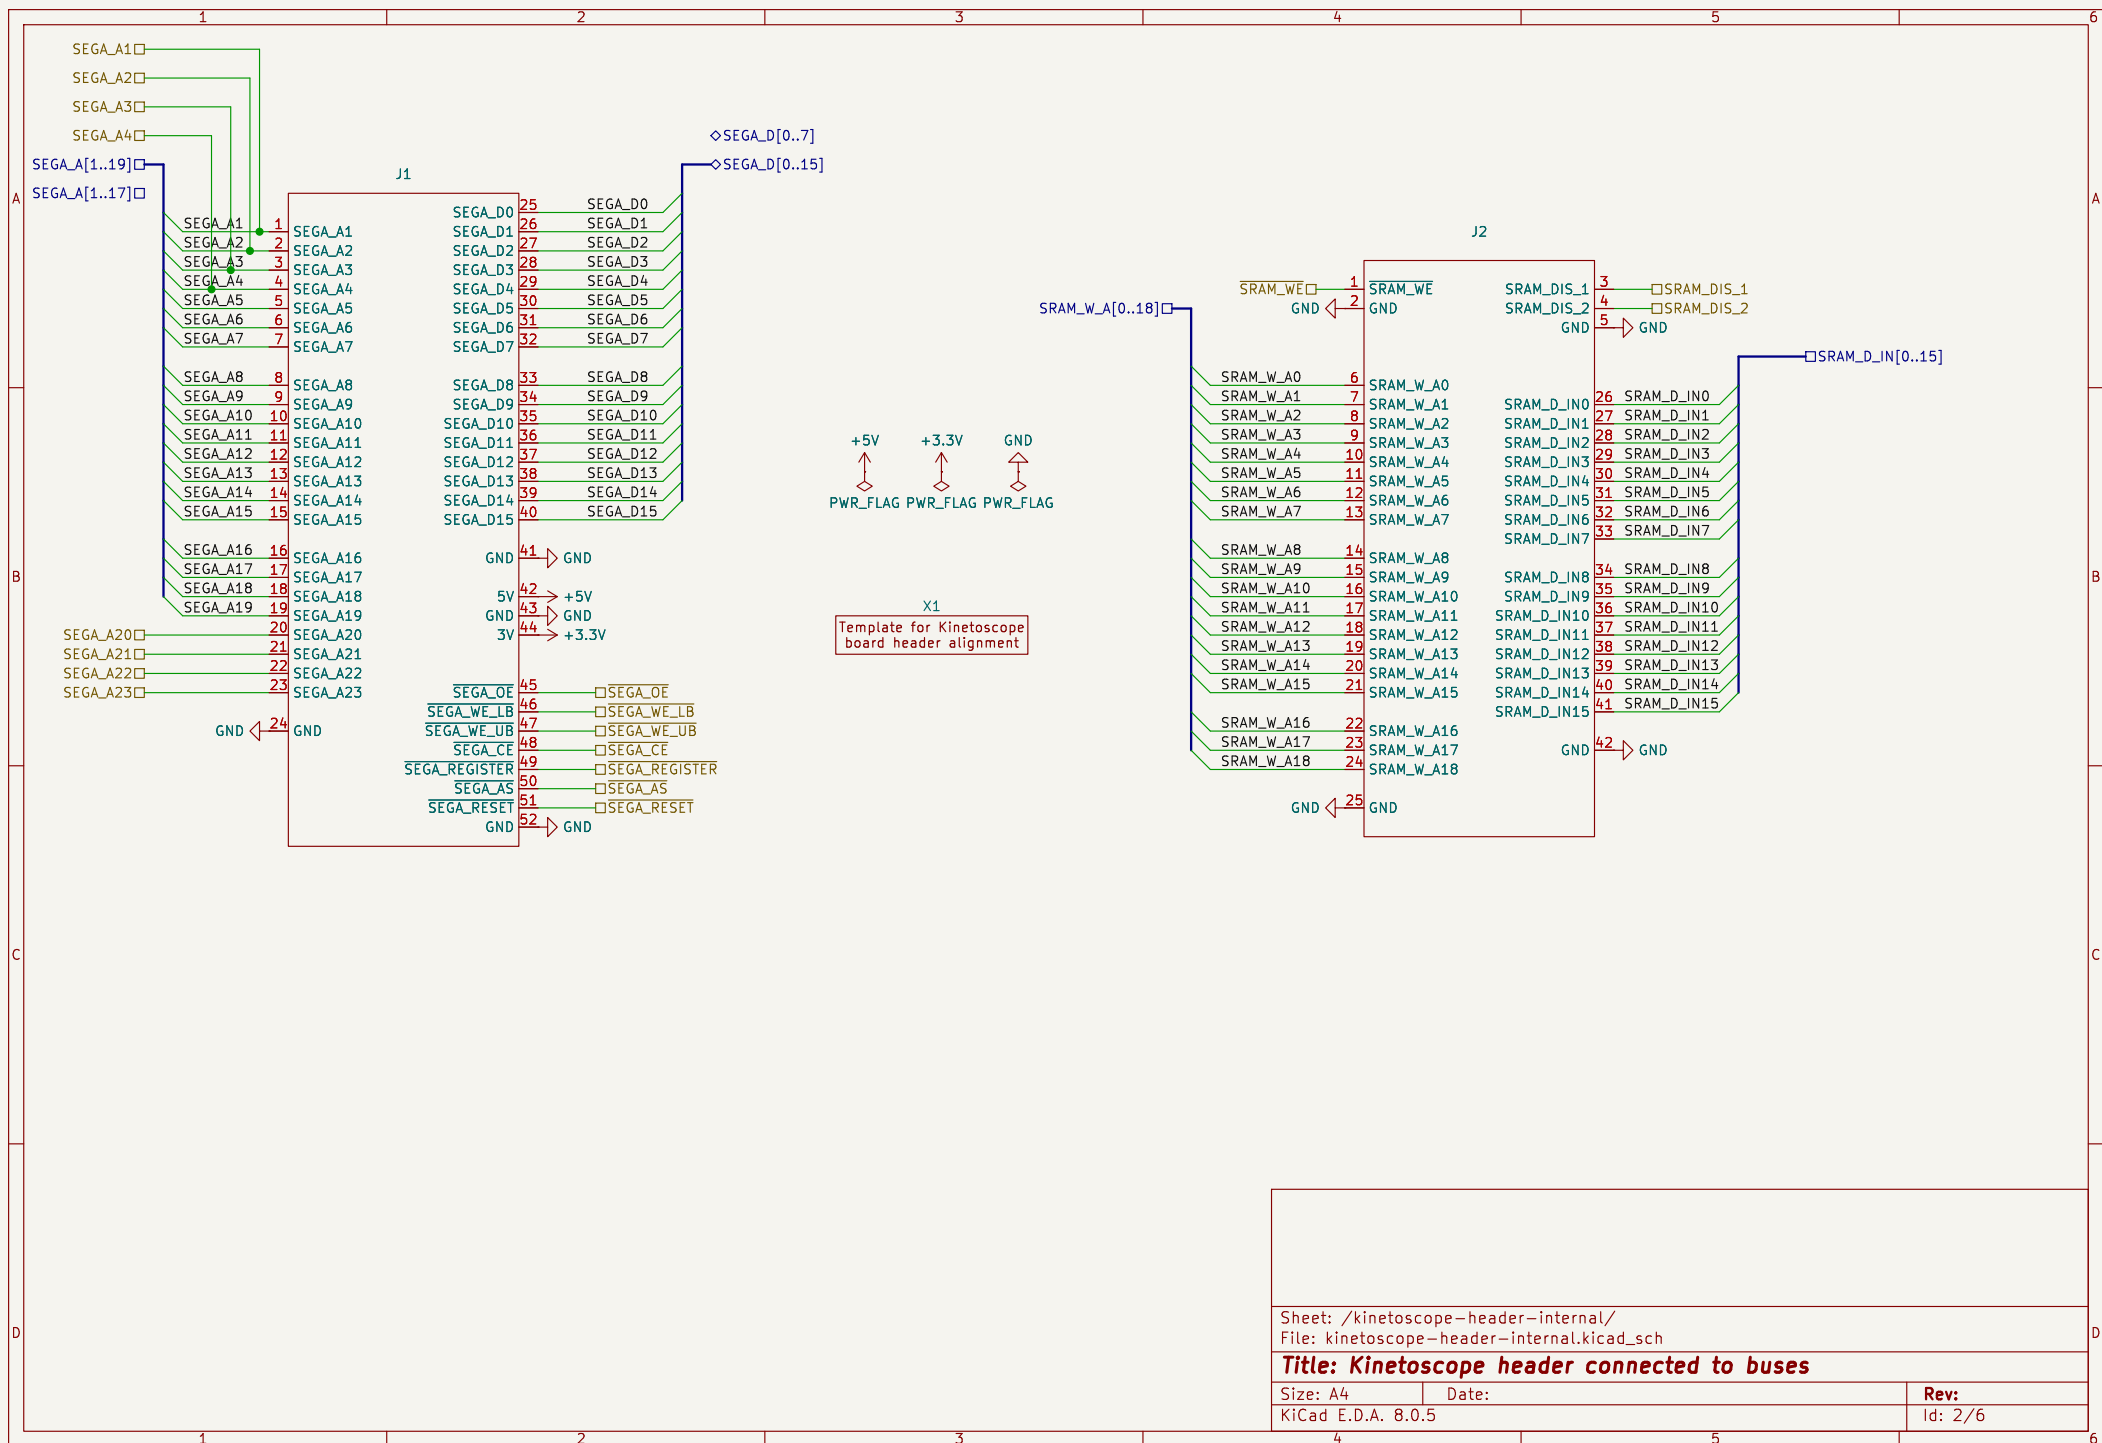 1 2 3 4 5 6
A
B
C
D
A
B
C
D
1 2 3 4 5 6
SEGA_A1
SEGA_A2
SEGA_A3
SEGA_A4
SEGA_A[1..19]
SEGA_A[1..17]
SEGA_D[0..7]
SEGA_D[0..15]
J1
SEGA_A1 1 SEGA_A1
SEGA_A2 2 SEGA_A2
SEGA_A3 3 SEGA_A3
SEGA_A4 4 SEGA_A4
SEGA_A5 5 SEGA_A5
SEGA_A6 6 SEGA_A6
SEGA_A7 7 SEGA_A7
SEGA_A8 8 SEGA_A8
SEGA_A9 9 SEGA_A9
SEGA_A10 10 SEGA_A10
SEGA_A11 11 SEGA_A11
SEGA_A12 12 SEGA_A12
SEGA_A13 13 SEGA_A13
SEGA_A14 14 SEGA_A14
SEGA_A15 15 SEGA_A15
SEGA_A16 16 SEGA_A16
SEGA_A17 17 SEGA_A17
SEGA_A18 18 SEGA_A18
SEGA_A19 19 SEGA_A19
SEGA_A20 20 SEGA_A20
SEGA_A21 21 SEGA_A21
SEGA_A22 22 SEGA_A22
SEGA_A23 23 SEGA_A23
GND 24 GND
SEGA_D0 25 SEGA_D0
SEGA_D1 26 SEGA_D1
SEGA_D2 27 SEGA_D2
SEGA_D3 28 SEGA_D3
SEGA_D4 29 SEGA_D4
SEGA_D5 30 SEGA_D5
SEGA_D6 31 SEGA_D6
SEGA_D7 32 SEGA_D7
SEGA_D8 33 SEGA_D8
SEGA_D9 34 SEGA_D9
SEGA_D10 35 SEGA_D10
SEGA_D11 36 SEGA_D11
SEGA_D12 37 SEGA_D12
SEGA_D13 38 SEGA_D13
SEGA_D14 39 SEGA_D14
SEGA_D15 40 SEGA_D15
GND 41 GND
5V 42 +5V
GND 43 GND
3V 44 +3.3V
SEGA_OE 45 SEGA_OE
SEGA_WE_LB 46 SEGA_WE_LB
SEGA_WE_UB 47 SEGA_WE_UB
SEGA_CE 48 SEGA_CE
SEGA_REGISTER 49 SEGA_REGISTER
SEGA_AS 50 SEGA_AS
SEGA_RESET 51 SEGA_RESET
GND 52 GND
+5V +3.3V GND
PWR_FLAG PWR_FLAG PWR_FLAG
X1
Template for Kinetoscope
board header alignment
J2
SRAM_W_A[0..18]
SRAM_WE 1 SRAM_WE
GND 2 GND
SRAM_W_A0 6 SRAM_W_A0
SRAM_W_A1 7 SRAM_W_A1
SRAM_W_A2 8 SRAM_W_A2
SRAM_W_A3 9 SRAM_W_A3
SRAM_W_A4 10 SRAM_W_A4
SRAM_W_A5 11 SRAM_W_A5
SRAM_W_A6 12 SRAM_W_A6
SRAM_W_A7 13 SRAM_W_A7
SRAM_W_A8 14 SRAM_W_A8
SRAM_W_A9 15 SRAM_W_A9
SRAM_W_A10 16 SRAM_W_A10
SRAM_W_A11 17 SRAM_W_A11
SRAM_W_A12 18 SRAM_W_A12
SRAM_W_A13 19 SRAM_W_A13
SRAM_W_A14 20 SRAM_W_A14
SRAM_W_A15 21 SRAM_W_A15
SRAM_W_A16 22 SRAM_W_A16
SRAM_W_A17 23 SRAM_W_A17
SRAM_W_A18 24 SRAM_W_A18
GND 25 GND
SRAM_DIS_1 3 SRAM_DIS_1
SRAM_DIS_2 4 SRAM_DIS_2
GND 5 GND
SRAM_D_IN[0..15]
SRAM_D_IN0 26 SRAM_D_IN0
SRAM_D_IN1 27 SRAM_D_IN1
SRAM_D_IN2 28 SRAM_D_IN2
SRAM_D_IN3 29 SRAM_D_IN3
SRAM_D_IN4 30 SRAM_D_IN4
SRAM_D_IN5 31 SRAM_D_IN5
SRAM_D_IN6 32 SRAM_D_IN6
SRAM_D_IN7 33 SRAM_D_IN7
SRAM_D_IN8 34 SRAM_D_IN8
SRAM_D_IN9 35 SRAM_D_IN9
SRAM_D_IN10 36 SRAM_D_IN10
SRAM_D_IN11 37 SRAM_D_IN11
SRAM_D_IN12 38 SRAM_D_IN12
SRAM_D_IN13 39 SRAM_D_IN13
SRAM_D_IN14 40 SRAM_D_IN14
SRAM_D_IN15 41 SRAM_D_IN15
GND 42 GND
Sheet: /kinetoscope-header-internal/
File: kinetoscope-header-internal.kicad_sch
Title: Kinetoscope header connected to buses
Size: A4 Date: Rev:
KiCad E.D.A. 8.0.5 Id: 2/6